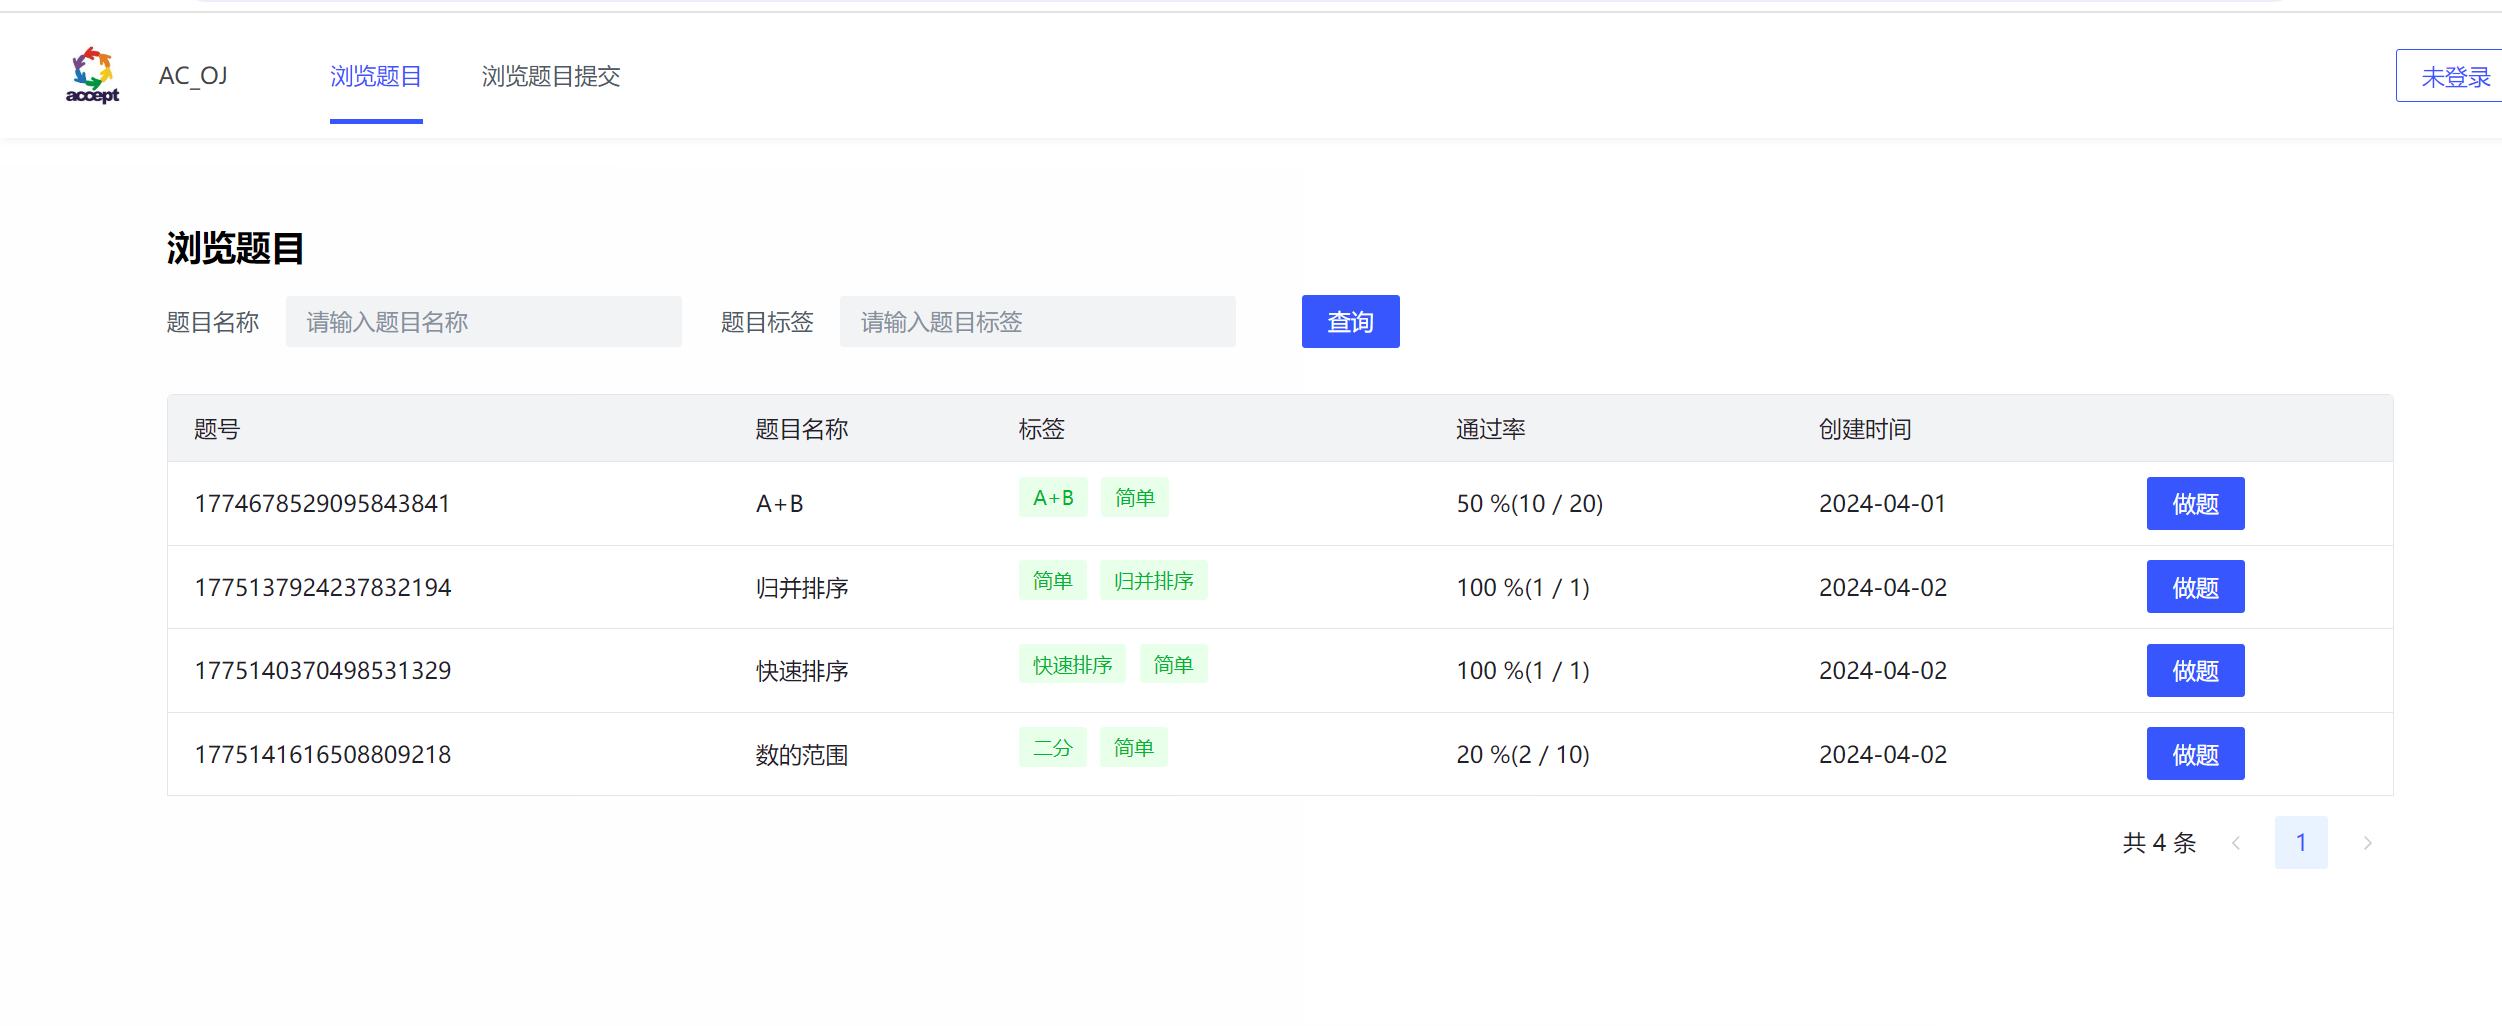 accept AC_OJ 浏览题目 浏览题目提交 未登录
浏览题目
题目名称 请输入题目名称 题目标签 请输入题目标签 查询
题号 题目名称 标签 通过率 创建时间
1774678529095843841 A+B A+B 简单 50 %(10 / 20) 2024-04-01 做题
1775137924237832194 归并排序 简单 归并排序 100 %(1 / 1) 2024-04-02 做题
1775140370498531329 快速排序 快速排序 简单 100 %(1 / 1) 2024-04-02 做题
1775141616508809218 数的范围 二分 简单 20 %(2 / 10) 2024-04-02 做题
共 4 条 1